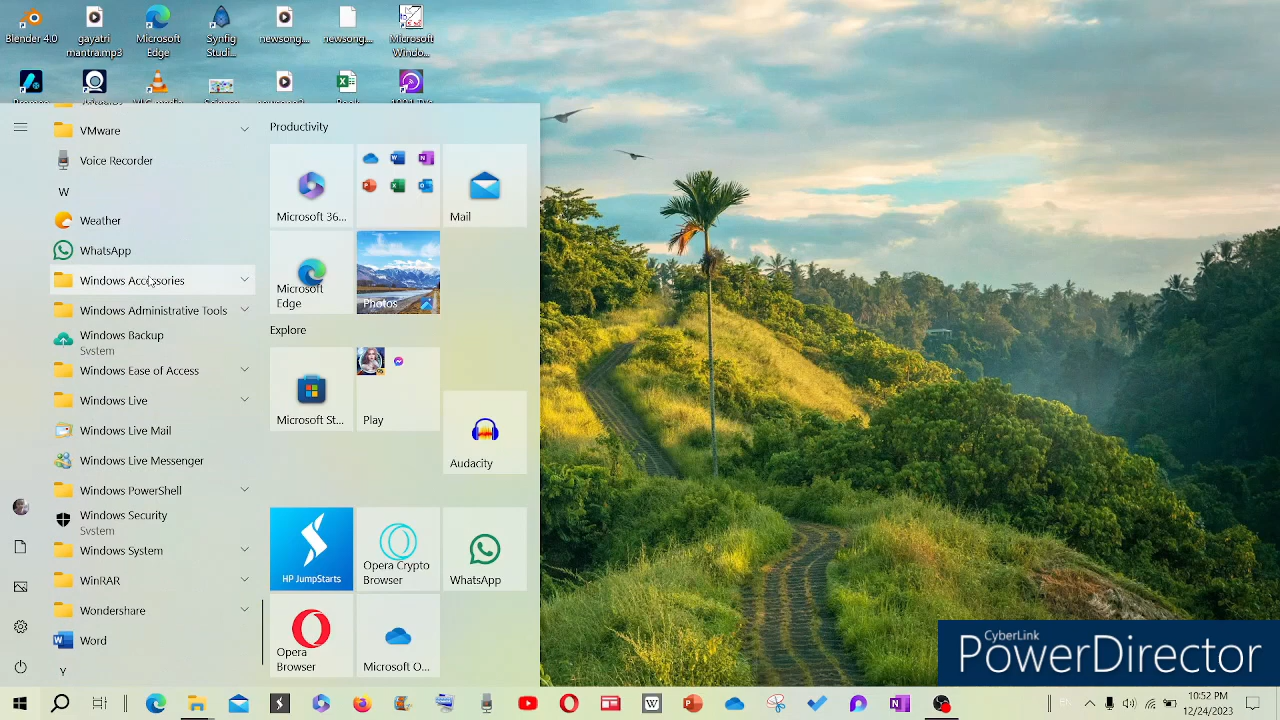 Blender 4.0
gayatri
mantra.mp3
Microsoft
Edge
Synfig
Studi...
newsong...
newsong...
Microsoft
Windo...
VMware
Voice Recorder
W
Weather
WhatsApp
Windows Accessories
Windows Administrative Tools
Windows Backup
System
Windows Ease of Access
Windows Live
Windows Live Mail
Windows Live Messenger
Windows PowerShell
Windows Security
System
Windows System
WinRAR
Wondershare
Word
Y
Productivity
Microsoft 36...
Mail
Microsoft
Edge
Photos
Explore
Microsoft St...
Play
Audacity
HP JumpStarts
Opera Crypto
Browser
WhatsApp
Opera
Browser
Microsoft O...
CyberLink
PowerDirector
10:52 PM
12/24/2023